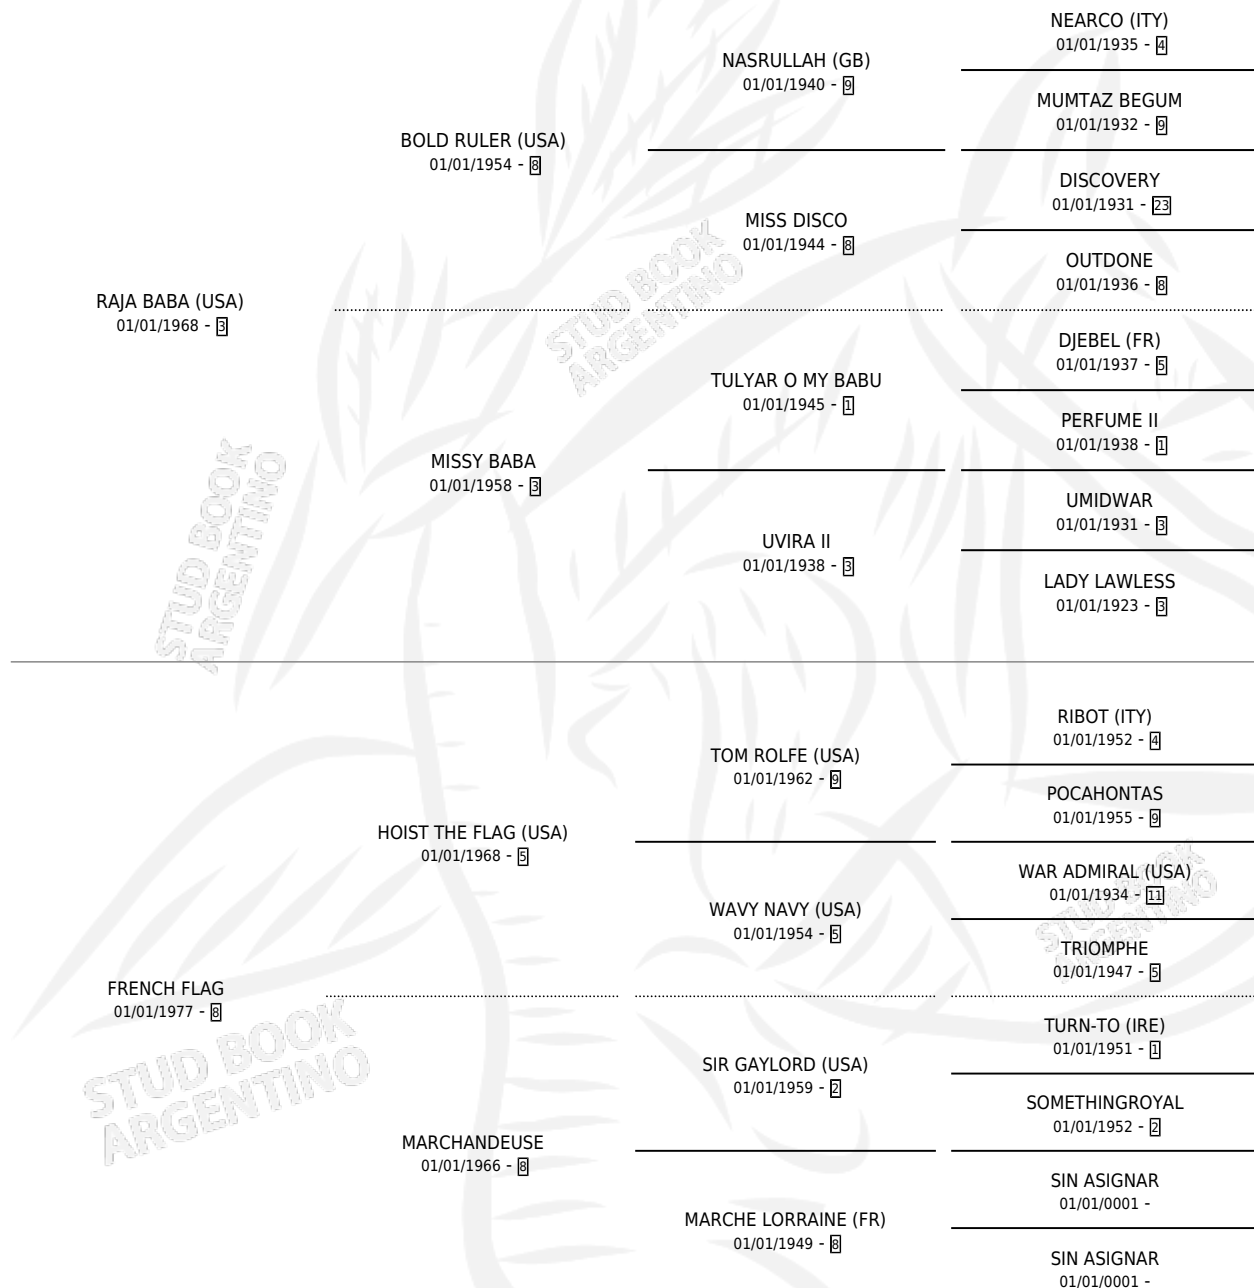 NEARCO (ITY)
01/01/1935 - 4
NASRULLAH (GB)
01/01/1940 - 9
MUMTAZ BEGUM
01/01/1932 - 9
BOLD RULER (USA)
01/01/1954 - 8
DISCOVERY
01/01/1931 - 23
MISS DISCO
01/01/1944 - 8
OUTDONE
01/01/1936 - 8
RAJA BABA (USA)
01/01/1968 - 3
DJEBEL (FR)
01/01/1937 - 5
TULYAR O MY BABU
01/01/1945 - 1
PERFUME II
01/01/1938 - 1
MISSY BABA
01/01/1958 - 3
UMIDWAR
01/01/1931 - 3
UVIRA II
01/01/1938 - 3
LADY LAWLESS
01/01/1923 - 3
RIBOT (ITY)
01/01/1952 - 4
TOM ROLFE (USA)
01/01/1962 - 9
POCAHONTAS
01/01/1955 - 9
HOIST THE FLAG (USA)
01/01/1968 - 5
WAR ADMIRAL (USA)
01/01/1934 - 11
WAVY NAVY (USA)
01/01/1954 - 5
TRIOMPHE
01/01/1947 - 5
FRENCH FLAG
01/01/1977 - 8
TURN-TO (IRE)
01/01/1951 - 1
SIR GAYLORD (USA)
01/01/1959 - 2
SOMETHINGROYAL
01/01/1952 - 2
MARCHANDEUSE
01/01/1966 - 8
SIN ASIGNAR
01/01/0001 -
MARCHE LORRAINE (FR)
01/01/1949 - 8
SIN ASIGNAR
01/01/0001 -
STUD BOOK
ARGENTINO
STUD BOOK
ARGENTINO
STUD BOOK
ARGENTINO
STUD BOOK
ARGENTINO